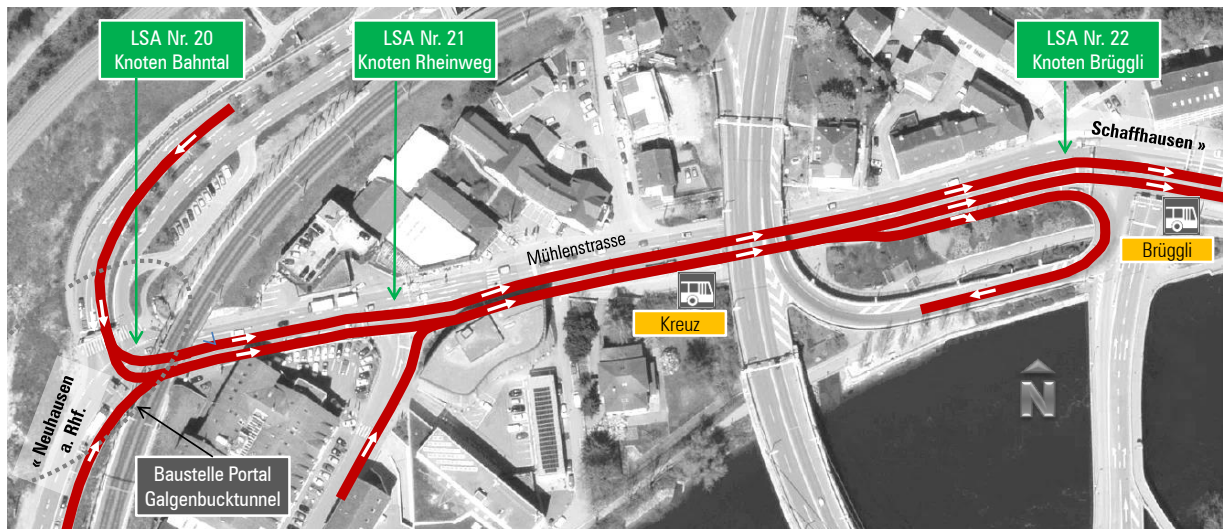 LSA Nr. 20
Knoten Bahntal
LSA Nr. 21
Knoten Rheinweg
LSA Nr. 22
Knoten Brüggli
Schaffhausen »
Mühlenstrasse
Brüggli
Kreuz
« Neuhausen
a. Rhf.
N
Baustelle Portal
Galgenbucktunnel